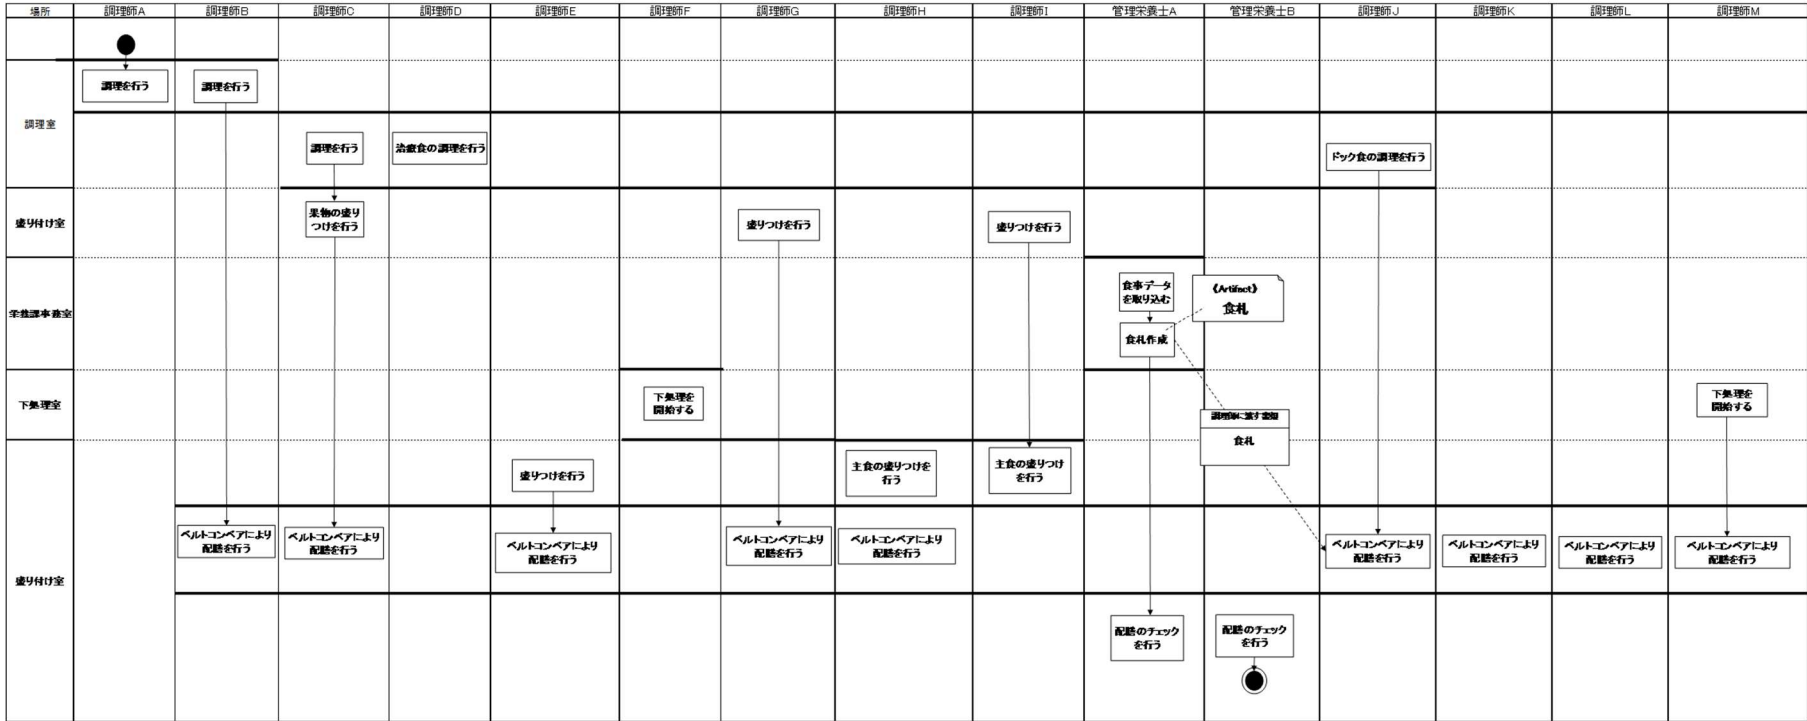 場所 調理師A 調理師B 調理師C 調理師D 調理師E 調理師F 調理師G 調理師H 調理師I 管理栄養士A 管理栄養士B 調理師J 調理師K 調理師L 調理師M
調理を行う 調理を行う
調理室
調理を行う 治療食の調理を行う ドック食の調理を行う
盛り付け室
果物の盛り
つけを行う
盛りつけを行う
盛りつけを行う
栄養課事務室
食事データ
を取り込む
《Artifact》
食札
食札作成
下処理室
下処理を
開始する
下処理を
開始する
調理師に渡す書類
食札
盛り付け室
盛りつけを行う
主食の盛りつけを
行う
主食の盛りつけ
を行う
ベルトコンベアにより
配膳を行う
ベルトコンベアにより
配膳を行う
ベルトコンベアにより
配膳を行う
ベルトコンベアにより
配膳を行う
ベルトコンベアにより
配膳を行う
ベルトコンベアにより
配膳を行う
ベルトコンベアにより
配膳を行う
ベルトコンベアにより
配膳を行う
ベルトコンベアにより
配膳を行う
配膳のチェック
を行う
配膳のチェック
を行う